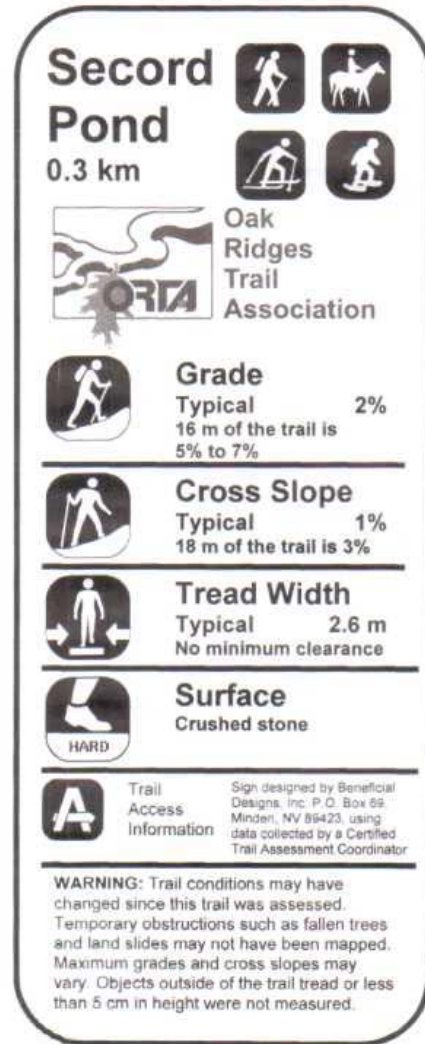 Secord
Pond
0.3 km
ORTA
Oak
Ridges
Trail
Association
Grade
Typical 2%
16 m of the trail is
5% to 7%
Cross Slope
Typical 1%
18 m of the trail is 3%
Tread Width
Typical 2.6 m
No minimum clearance
HARD
Surface
Crushed stone
A
Trail
Access
Information
Sign designed by Beneficial
Designs, Inc. P.O. Box 69
Minden, NV 89423, using
data collected by a Certified
Trail Assessment Coordinator
WARNING: Trail conditions may have
changed since this trail was assessed.
Temporary obstructions such as fallen trees
and land slides may not have been mapped.
Maximum grades and cross slopes may
vary. Objects outside of the trail tread or less
than 5 cm in height were not measured.